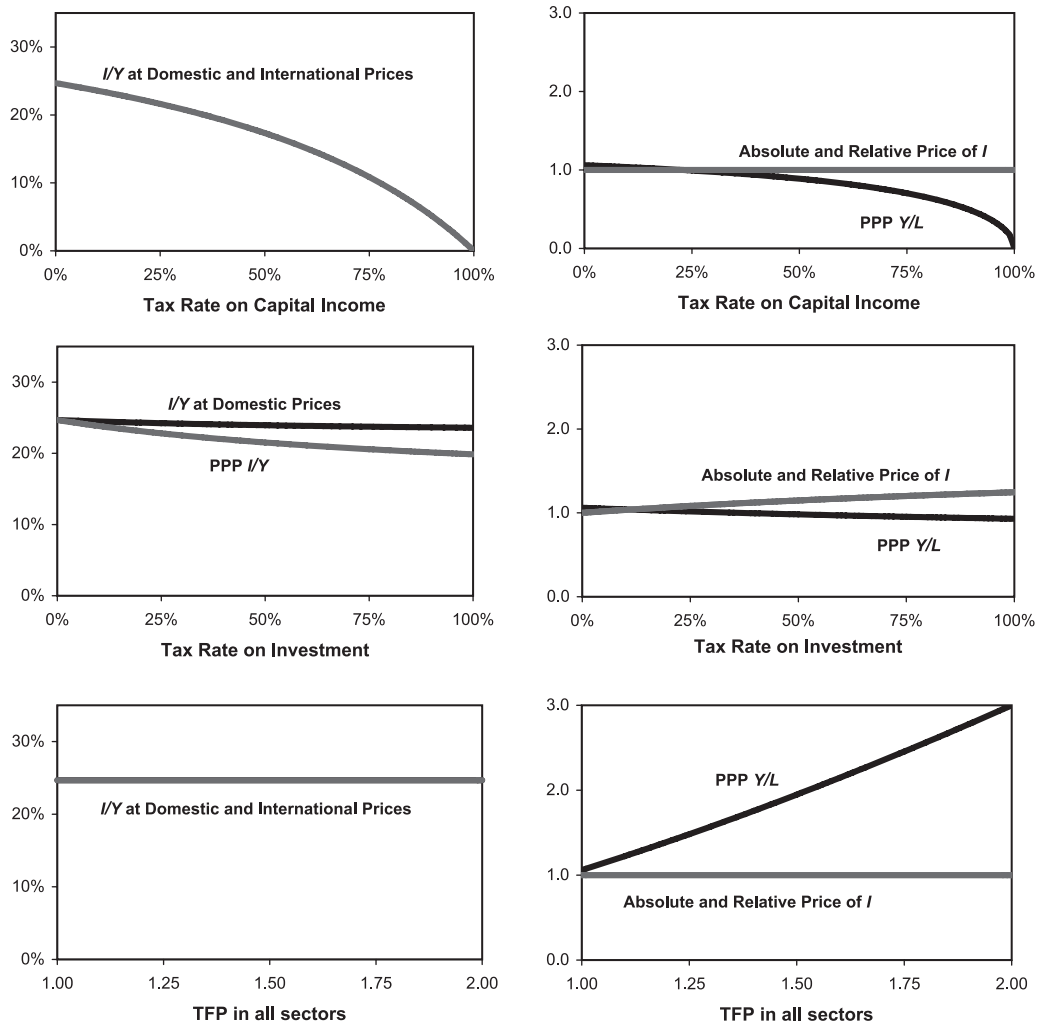 30%
20%
10%
0%
I/Y at Domestic and International Prices
0% 25% 50% 75% 100%
Tax Rate on Capital Income
3.0
2.0
1.0
0.0
Absolute and Relative Price of I
PPP Y/L
0% 25% 50% 75% 100%
Tax Rate on Capital Income
30%
20%
10%
0%
I/Y at Domestic Prices
PPP I/Y
0% 25% 50% 75% 100%
Tax Rate on Investment
3.0
2.0
1.0
0.0
Absolute and Relative Price of I
PPP Y/L
0% 25% 50% 75% 100%
Tax Rate on Investment
30%
20%
10%
0%
I/Y at Domestic and International Prices
1.00 1.25 1.50 1.75 2.00
TFP in all sectors
3.0
2.0
1.0
0.0
PPP Y/L
Absolute and Relative Price of I
1.00 1.25 1.50 1.75 2.00
TFP in all sectors